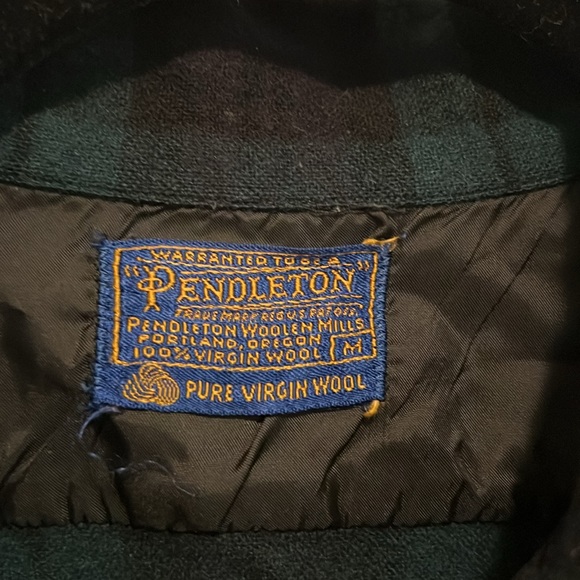 WARRANTED TO BE A
"PENDLETON"
TRADE MARK REG. U.S. PAT. OFF.
PENDLETON WOOLEN MILLS
PORTLAND, OREGON
100% VIRGIN WOOL M
PURE VIRGIN WOOL